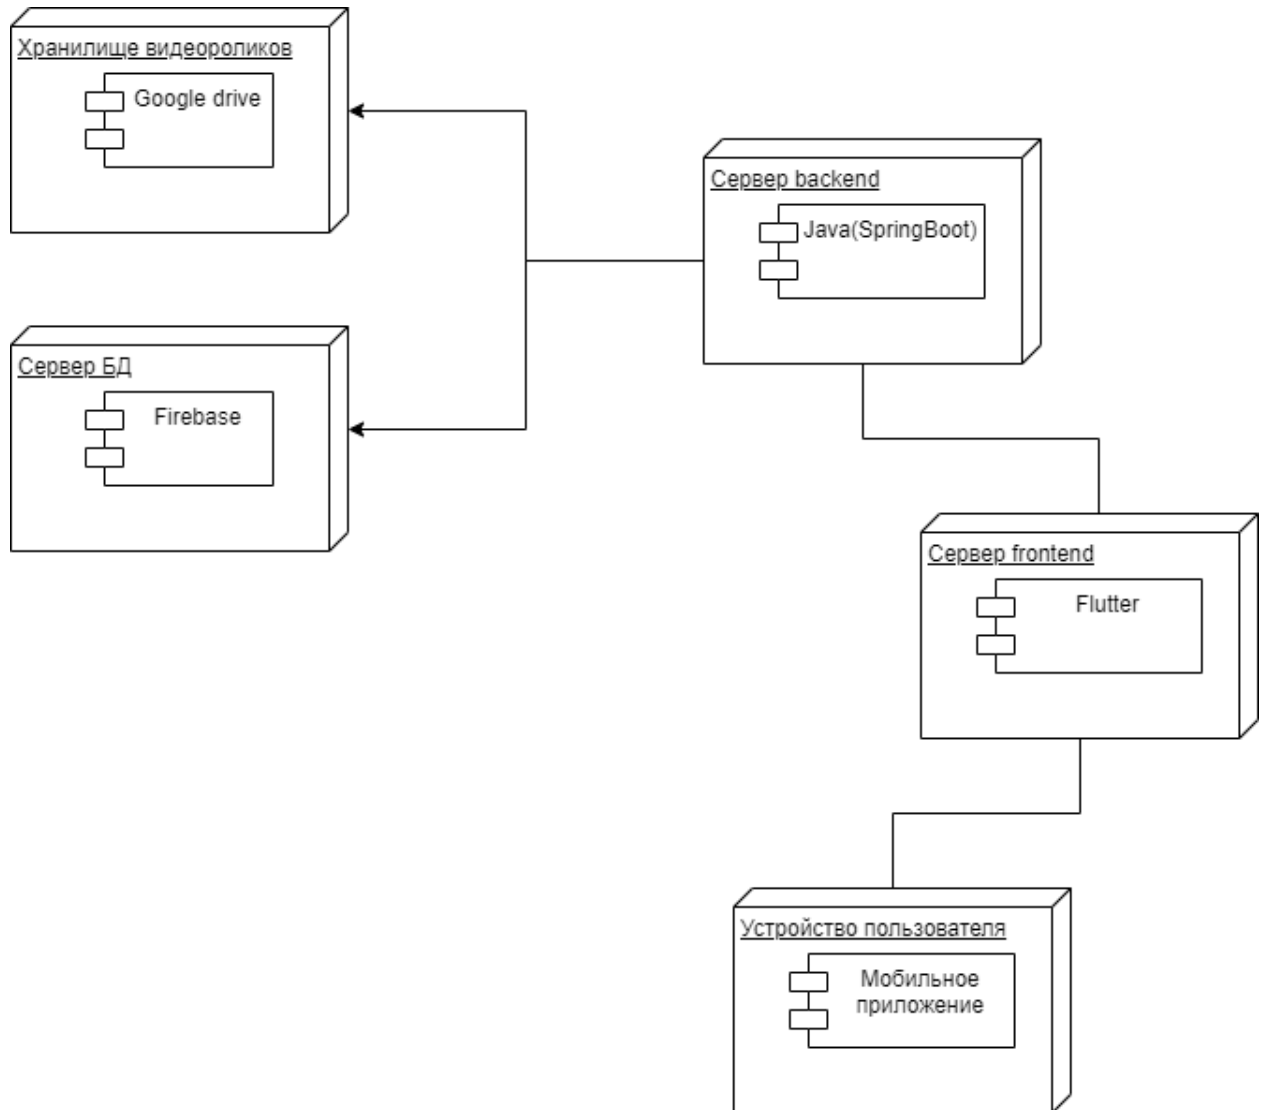 Хранилище видеороликов
Google drive
Сервер backend
Java(SpringBoot)
Сервер БД
Firebase
Сервер frontend
Flutter
Устройство пользователя
Мобильное
приложение